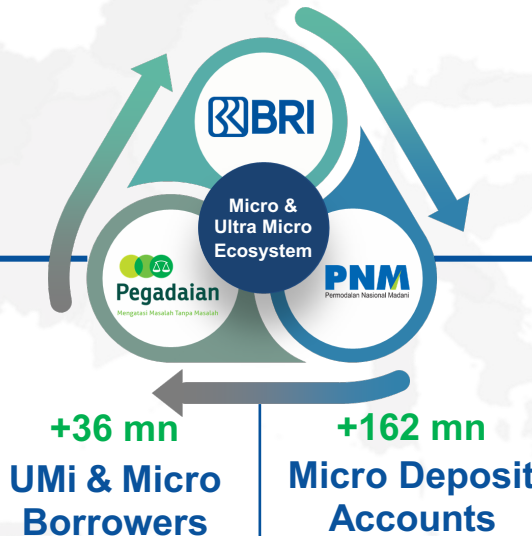 BRI
Micro &
Ultra Micro
Ecosystem
Pegadaian
Mengatasi Masalah Tanpa Masalah
PNM
Permodalan Nasional Madani
+36 mn
UMi & Micro
Borrowers
+162 mn
Micro Deposit
Accounts